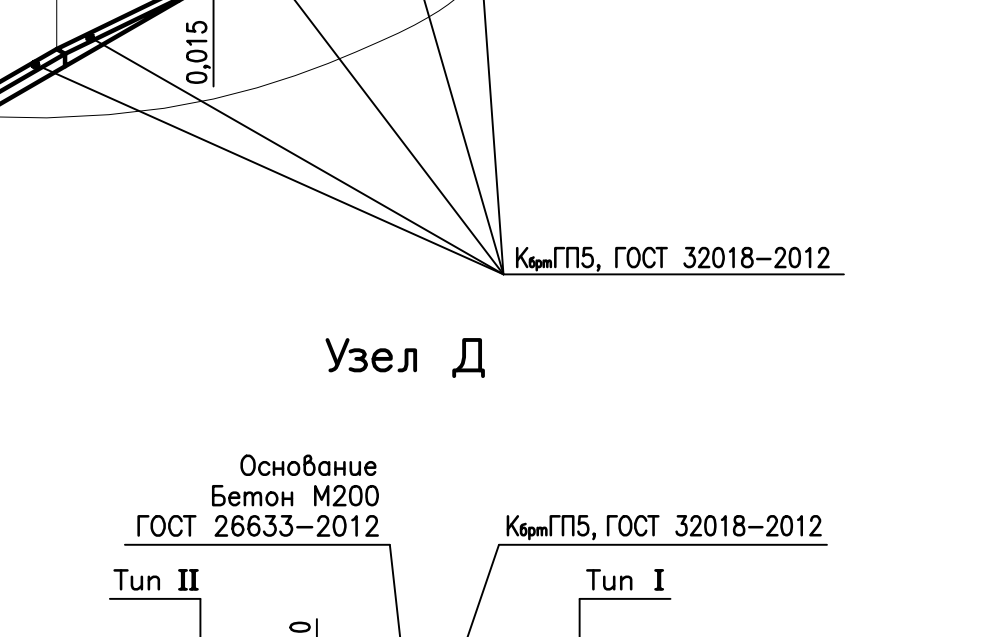 0,015
КбртГП5, ГОСТ 32018-2012
Узел Д
Основание
Бетон М200
ГОСТ 26633-2012
КбртГП5, ГОСТ 32018-2012
Тип II
Тип I
0